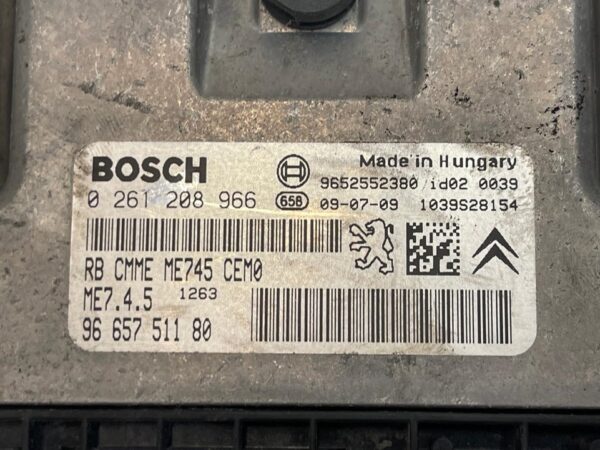 BOSCH
Made in Hungary
9652552380 id02 0039
0 261 208 966
658
09-07-09 1039S28154
RB CMME ME745 CEM0
ME7.4.5 1263
96 657 511 80